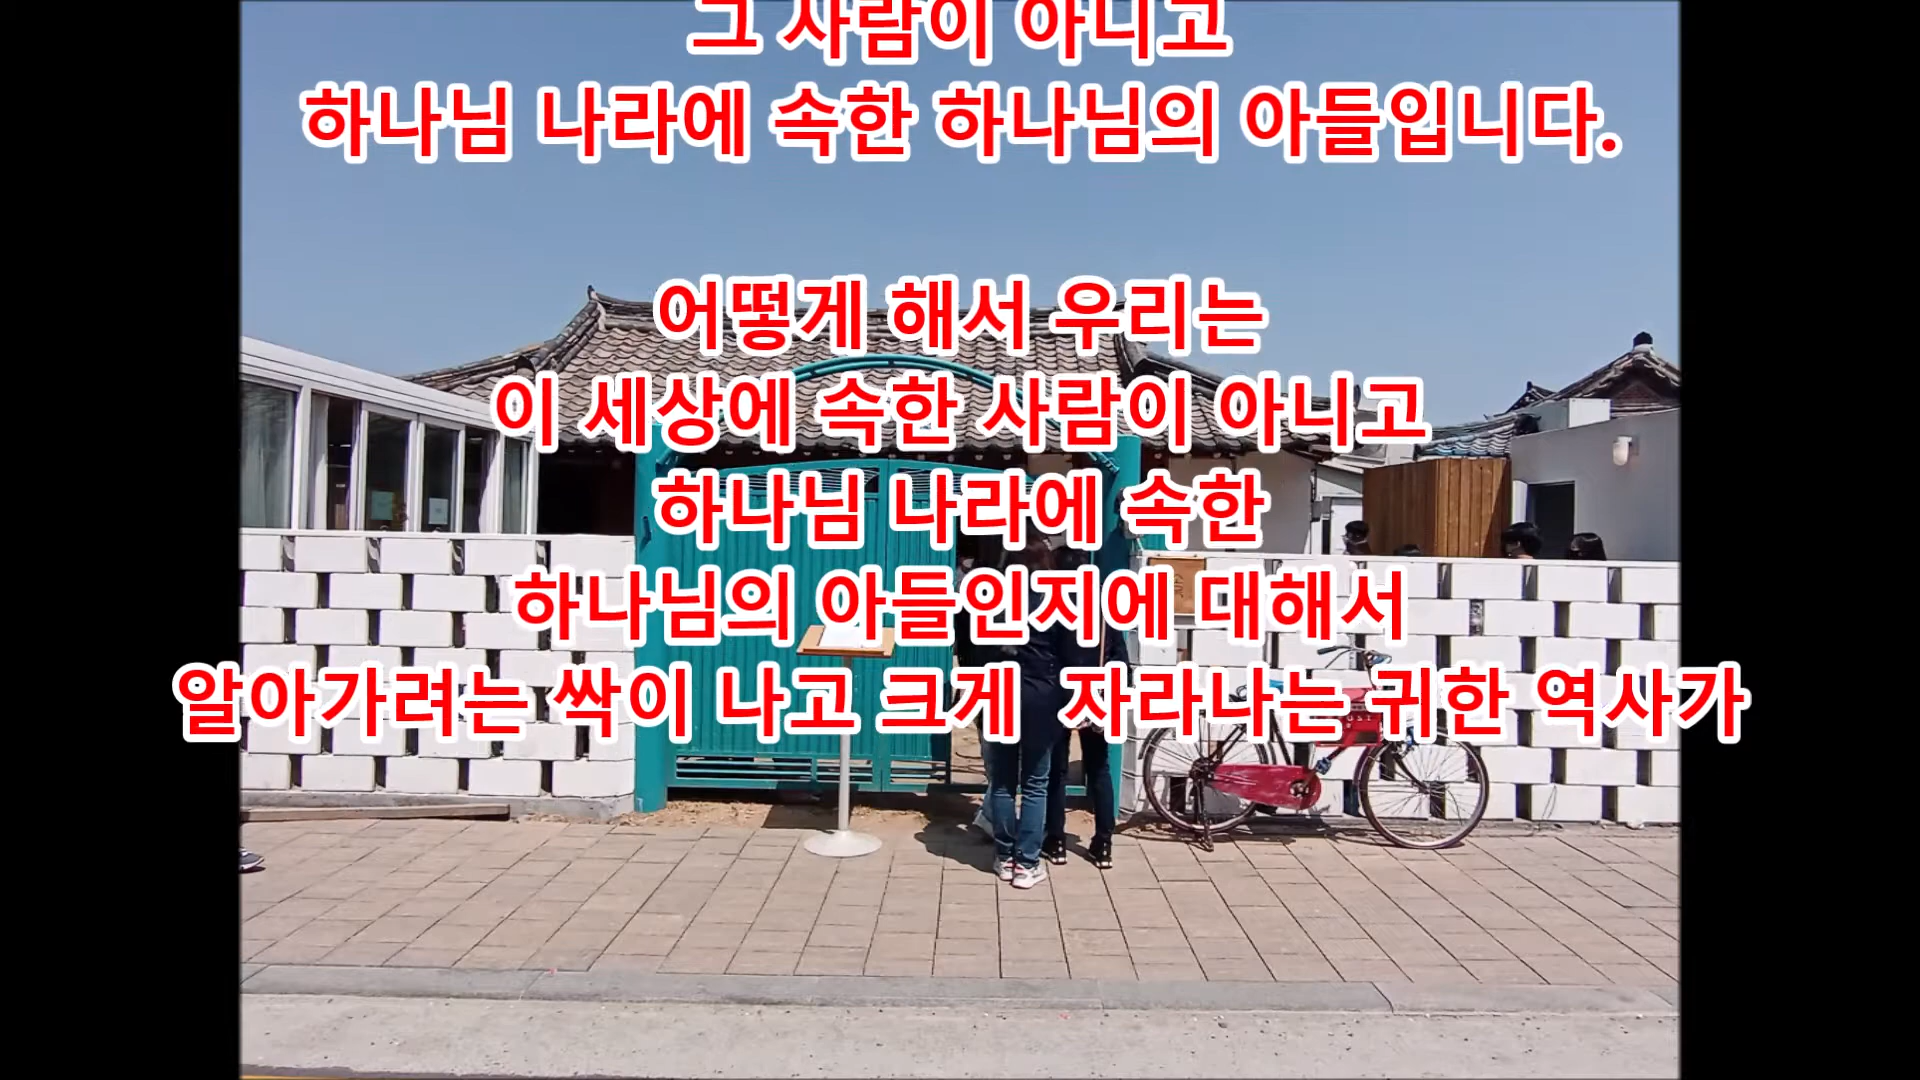 그 사람이 아니고
하나님 나라에 속한 하나님의 아들입니다.
어떻게 해서 우리는
이 세상에 속한 사람이 아니고
하나님 나라에 속한
하나님의 아들인지에 대해서
알아가려는 싹이 나고 크게  자라나는 귀한 역사가